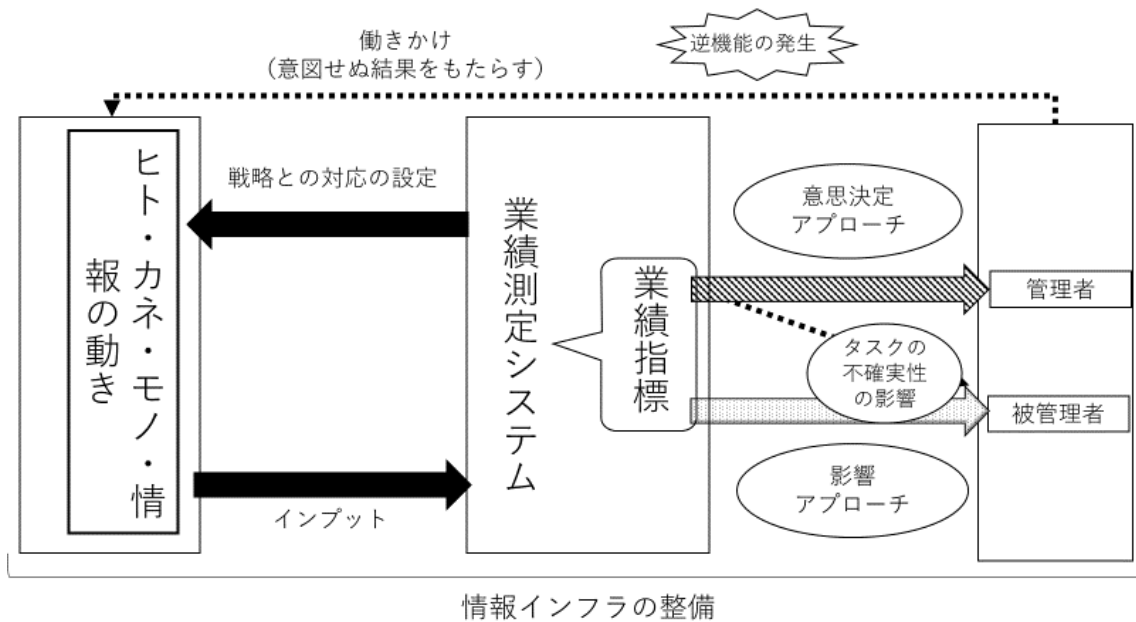 働きかけ
（意図せぬ結果をもたらす）
逆機能の発生
ヒト・カネ・モノ・情
報の動き
戦略との対応の設定
インプット
業績測定システム
業績指標
意思決定
アプローチ
タスクの
不確実性
の影響
影響
アプローチ
管理者
被管理者
情報インフラの整備